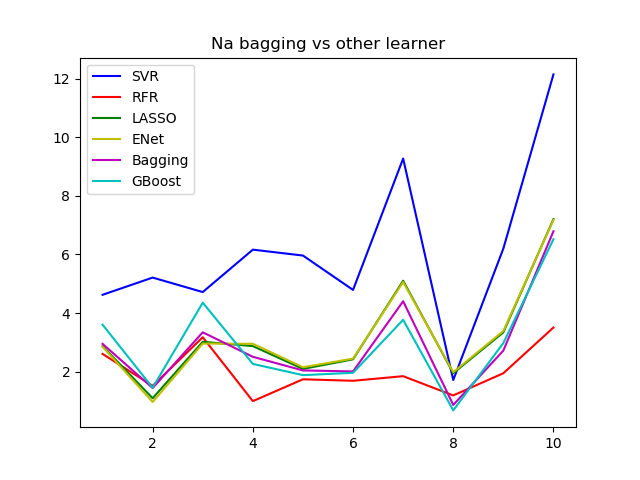 Na bagging vs other learner
12
10
8
6
4
2
SVR
RFR
LASSO
ENet
Bagging
GBoost
2 4 6 8 10